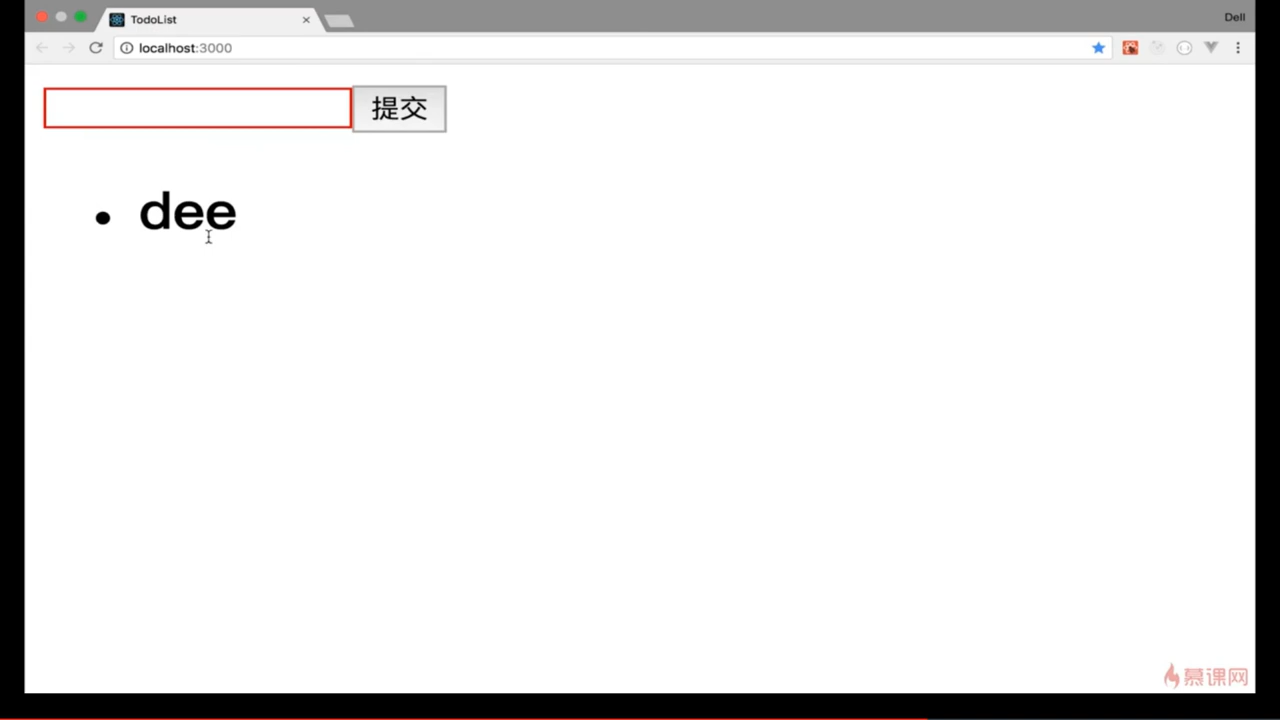 TodoList
Dell
localhost:3000
提交
dee
慕课网